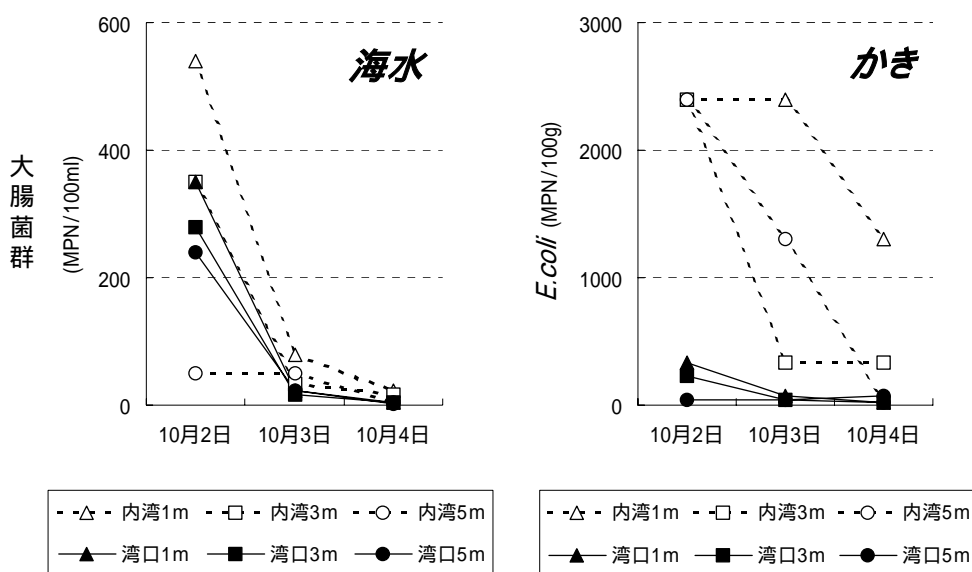 海水
600
400
200
0
大腸菌群
(MPN/100ml)
10月2日 10月3日 10月4日
内湾1m 内湾3m 内湾5m
湾口1m 湾口3m 湾口5m
かき
3000
2000
1000
0
E.coli (MPN/100g)
10月2日 10月3日 10月4日
内湾1m 内湾3m 内湾5m
湾口1m 湾口3m 湾口5m